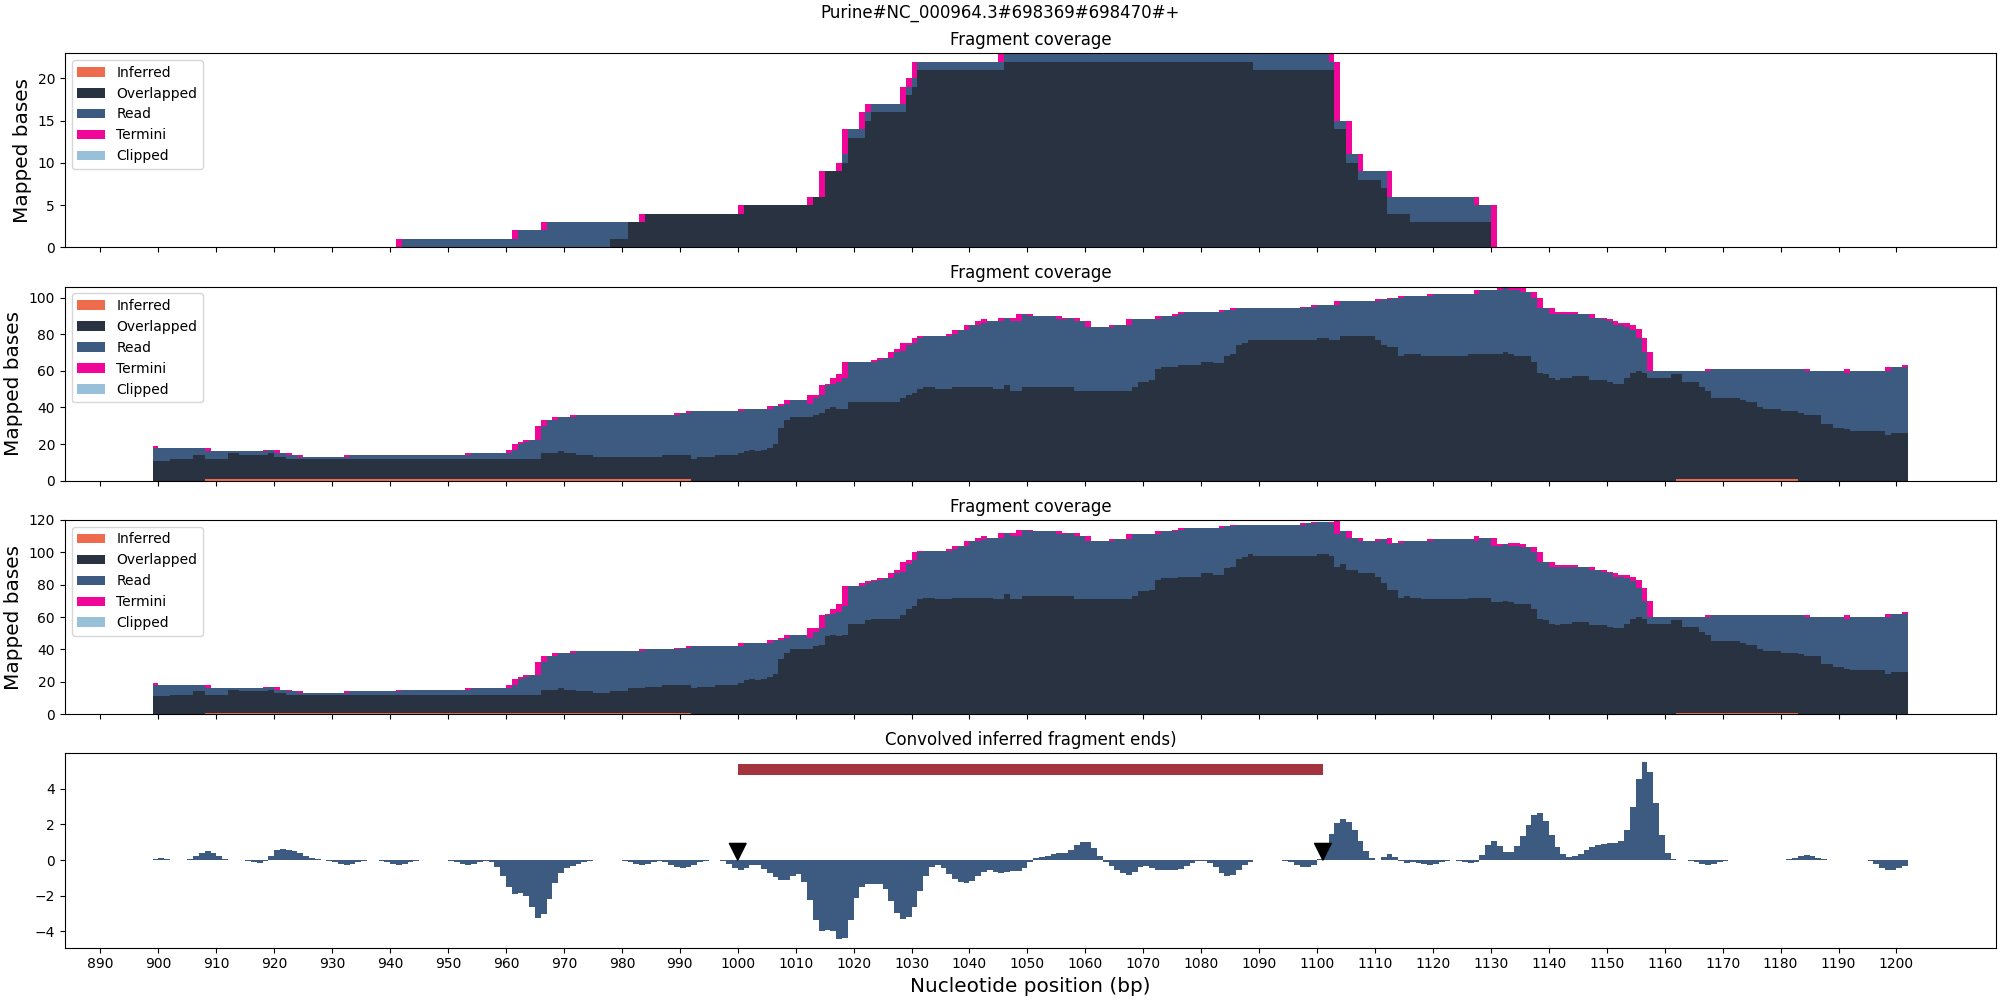 Purine#NC_000964.3#698369#698470#+
Fragment coverage
Mapped bases
20
15
10
5
0
Inferred
Overlapped
Read
Termini
Clipped
Fragment coverage
Mapped bases
100
80
60
40
20
0
Inferred
Overlapped
Read
Termini
Clipped
Fragment coverage
Mapped bases
120
100
80
60
40
20
0
Inferred
Overlapped
Read
Termini
Clipped
Convolved inferred fragment ends)
4
2
0
−2
−4
890 900 910 920 930 940 950 960 970 980 990 1000 1010 1020 1030 1040 1050 1060 1070 1080 1090 1100 1110 1120 1130 1140 1150 1160 1170 1180 1190 1200
Nucleotide position (bp)